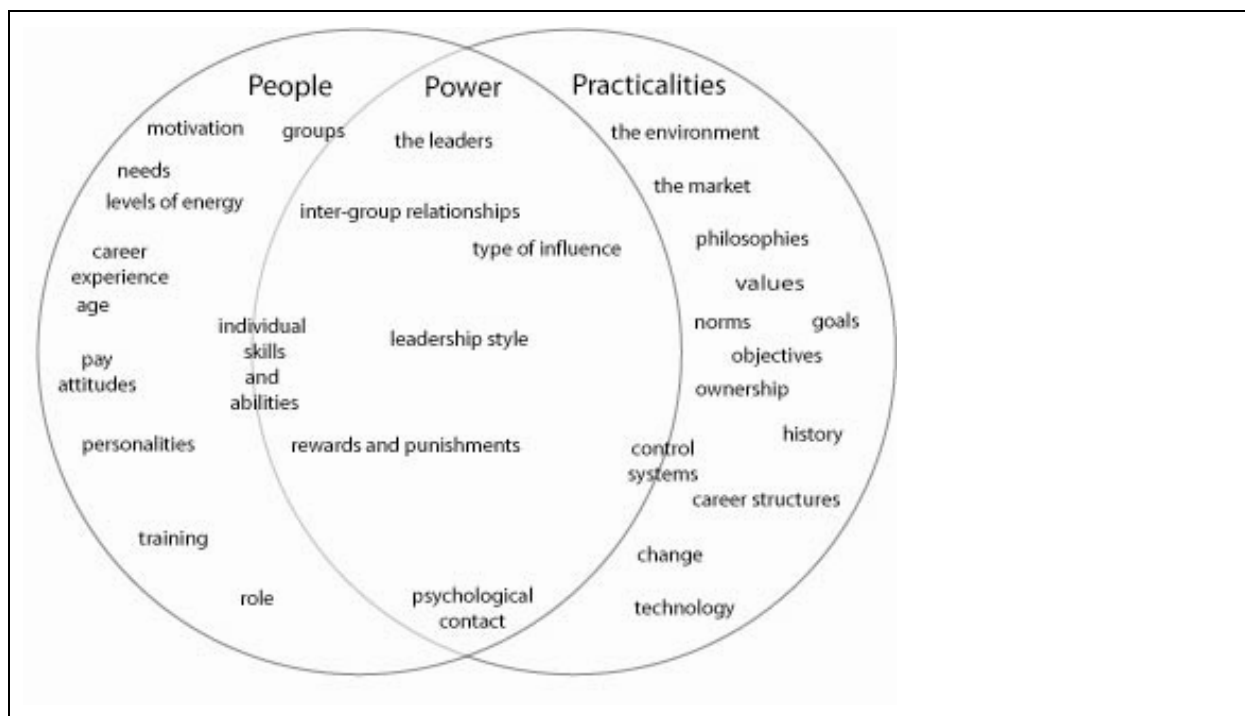 People
Power
Practicalities
motivation
groups
needs
levels of energy
career
experience
age
pay
attitudes
personalities
training
role
individual
skills
and
abilities
the leaders
inter-group relationships
type of influence
leadership style
rewards and punishments
psychological
contact
the environment
the market
philosophies
values
norms
goals
objectives
ownership
history
control
systems
career structures
change
technology